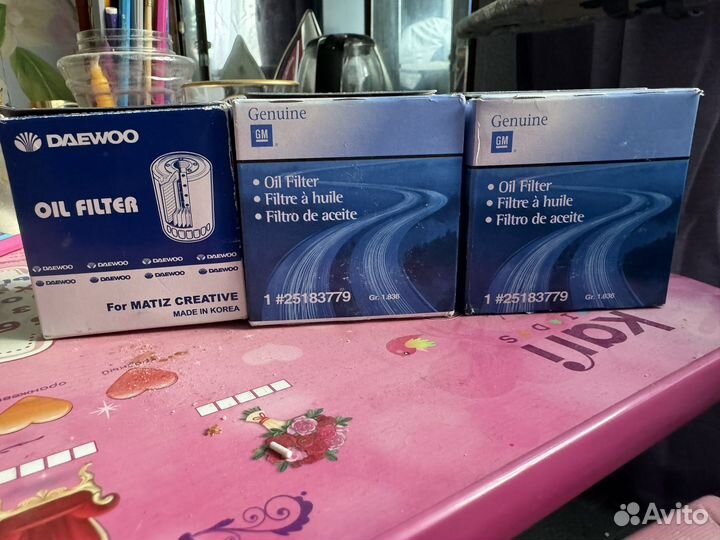 DAEWOO
OIL FILTER
DAEWOO DAEWOO DAEWOO
DAEWOO DAEWOO DAEWOO DAEWOO
For MATIZ CREATIVE
MADE IN KOREA
Genuine
GM
• Oil Filter
• Filtre à huile
• Filtro de aceite
1 #25183779
Gr. 1.836
Genuine
GM
• Oil Filter
• Filtre à huile
• Filtro de aceite
1 #25183779
Gr. 1.836
kari
KIDS
Avito